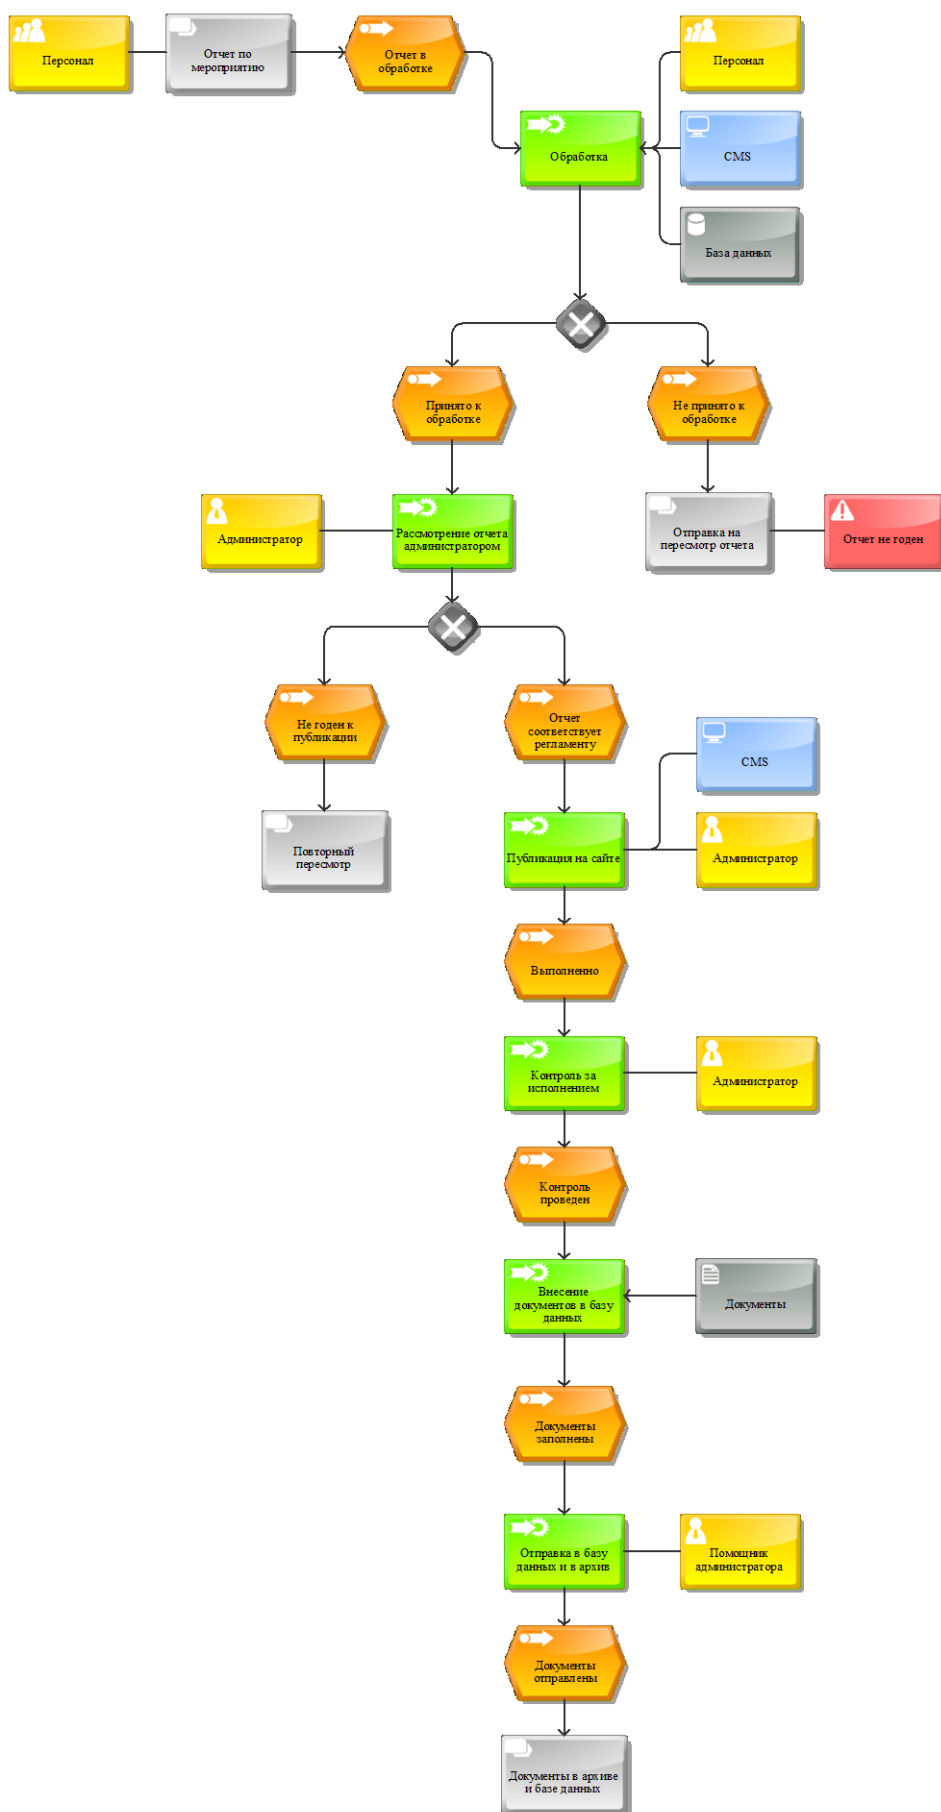 Персонал
Отчет по
мероприятию
Отчет в
обработке
Персонал
Обработка
CMS
База данных
Принято к
обработке
Не принято к
обработке
Администратор
Рассмотрение отчета
администратором
Отправка на
пересмотр отчета
Отчет не годен
Не годен к
публикации
Отчет
соответствует
регламенту
CMS
Повторный
пересмотр
Публикация на сайте
Администратор
Выполненно
Контроль за
исполнением
Администратор
Контроль
проведен
Внесение
документов в базу
данных
Документы
Документы
заполнены
Отправка в базу
данных и в архив
Помощник
администратора
Документы
отправлены
Документы в архиве
и базе данных